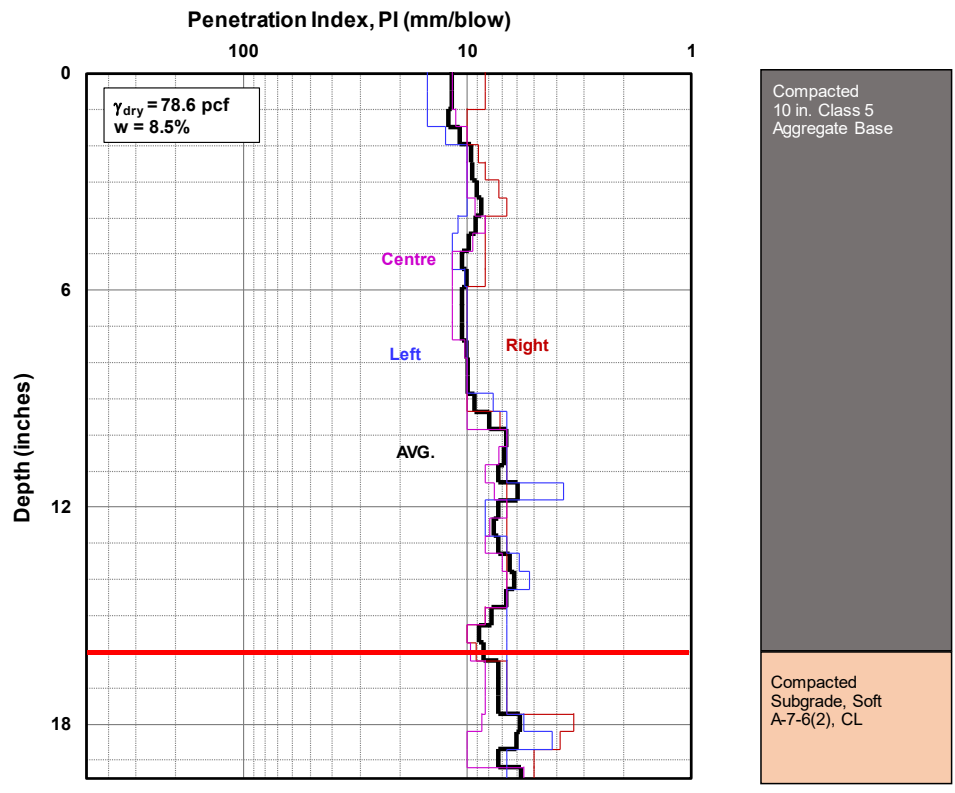 Penetration Index, PI (mm/blow)
100 10 1
0
γdry = 78.6 pcf
w = 8.5%
Compacted
10 in. Class 5
Aggregate Base
Centre
6
Right
Left
Depth (inches)
AVG.
12
Compacted
Subgrade, Soft
A-7-6(2), CL
18